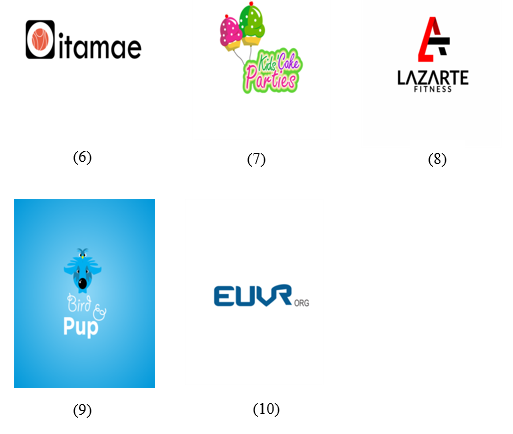 itamae
Kids Cake
Parties
LAZARTE
FITNESS
(6)
(7)
(8)
Bird &
Pup
EUVR ORG
(9)
(10)